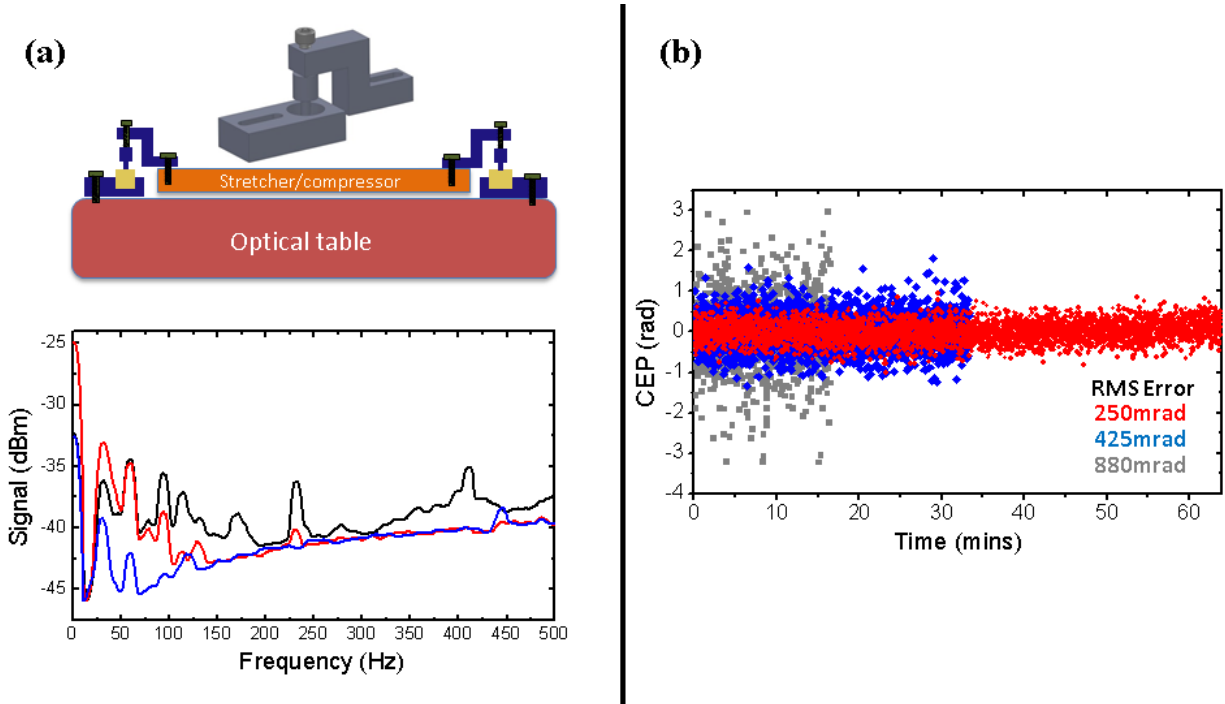 (a)
Stretcher/compressor
Optical table
-25
-30
-35
-40
-45
Signal (dBm)
0 50 100 150 200 250 300 350 400 450 500
Frequency (Hz)
(b)
3
2
1
0
-1
-2
-3
-4
CEP (rad)
RMS Error
250mrad
425mrad
880mrad
0 10 20 30 40 50 60
Time (mins)